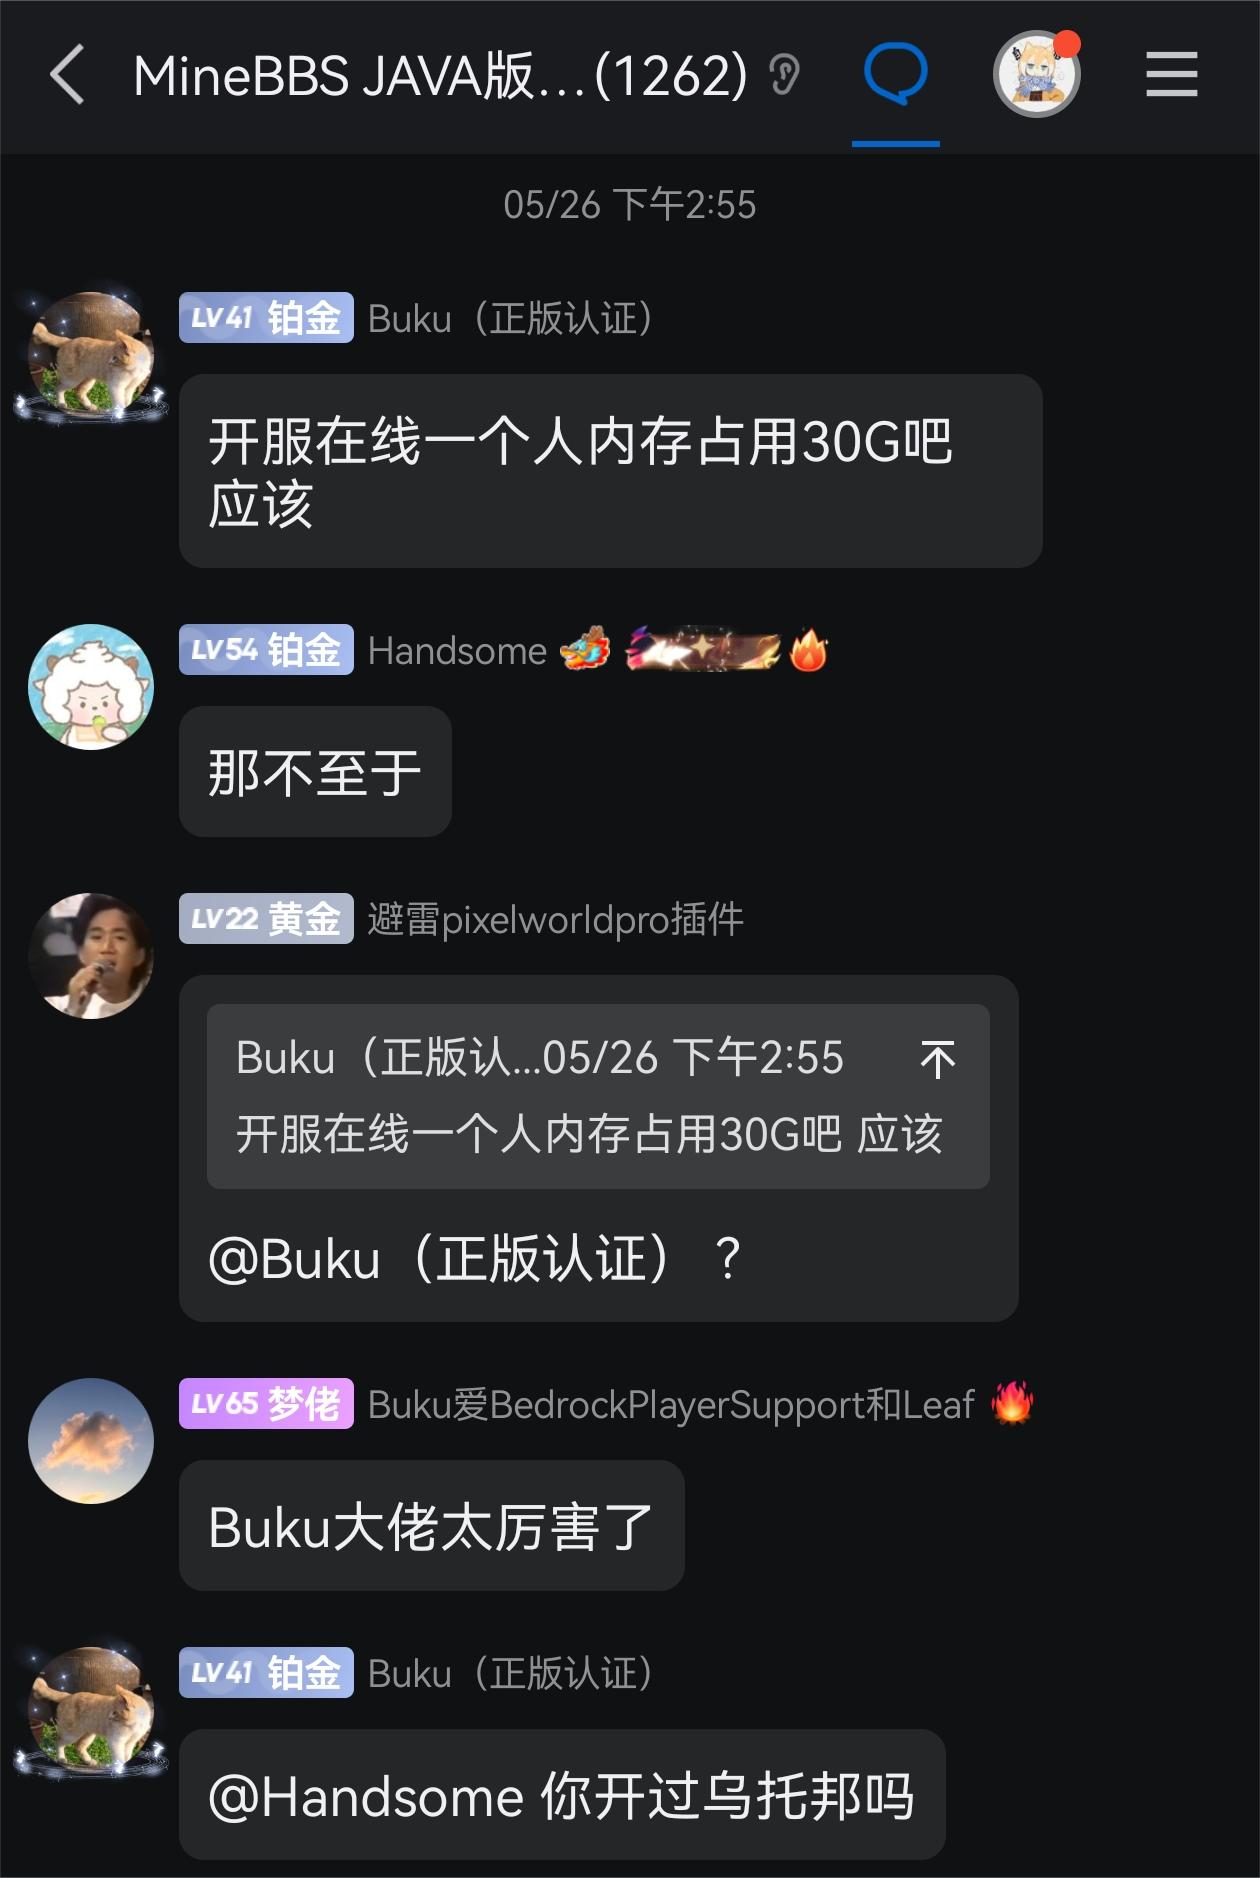 MineBBS JAVA版...(1262)
05/26 下午2:55
LV41 铂金 Buku（正版认证）
开服在线一个人内存占用30G吧
应该
LV54 铂金 Handsome
那不至于
LV22 黄金 避雷pixelworldpro插件
Buku（正版认...05/26 下午2:55
开服在线一个人内存占用30G吧 应该
@Buku（正版认证） ？
LV65 梦佬 Buku爱BedrockPlayerSupport和Leaf
Buku大佬太厉害了
LV41 铂金 Buku（正版认证）
@Handsome 你开过乌托邦吗